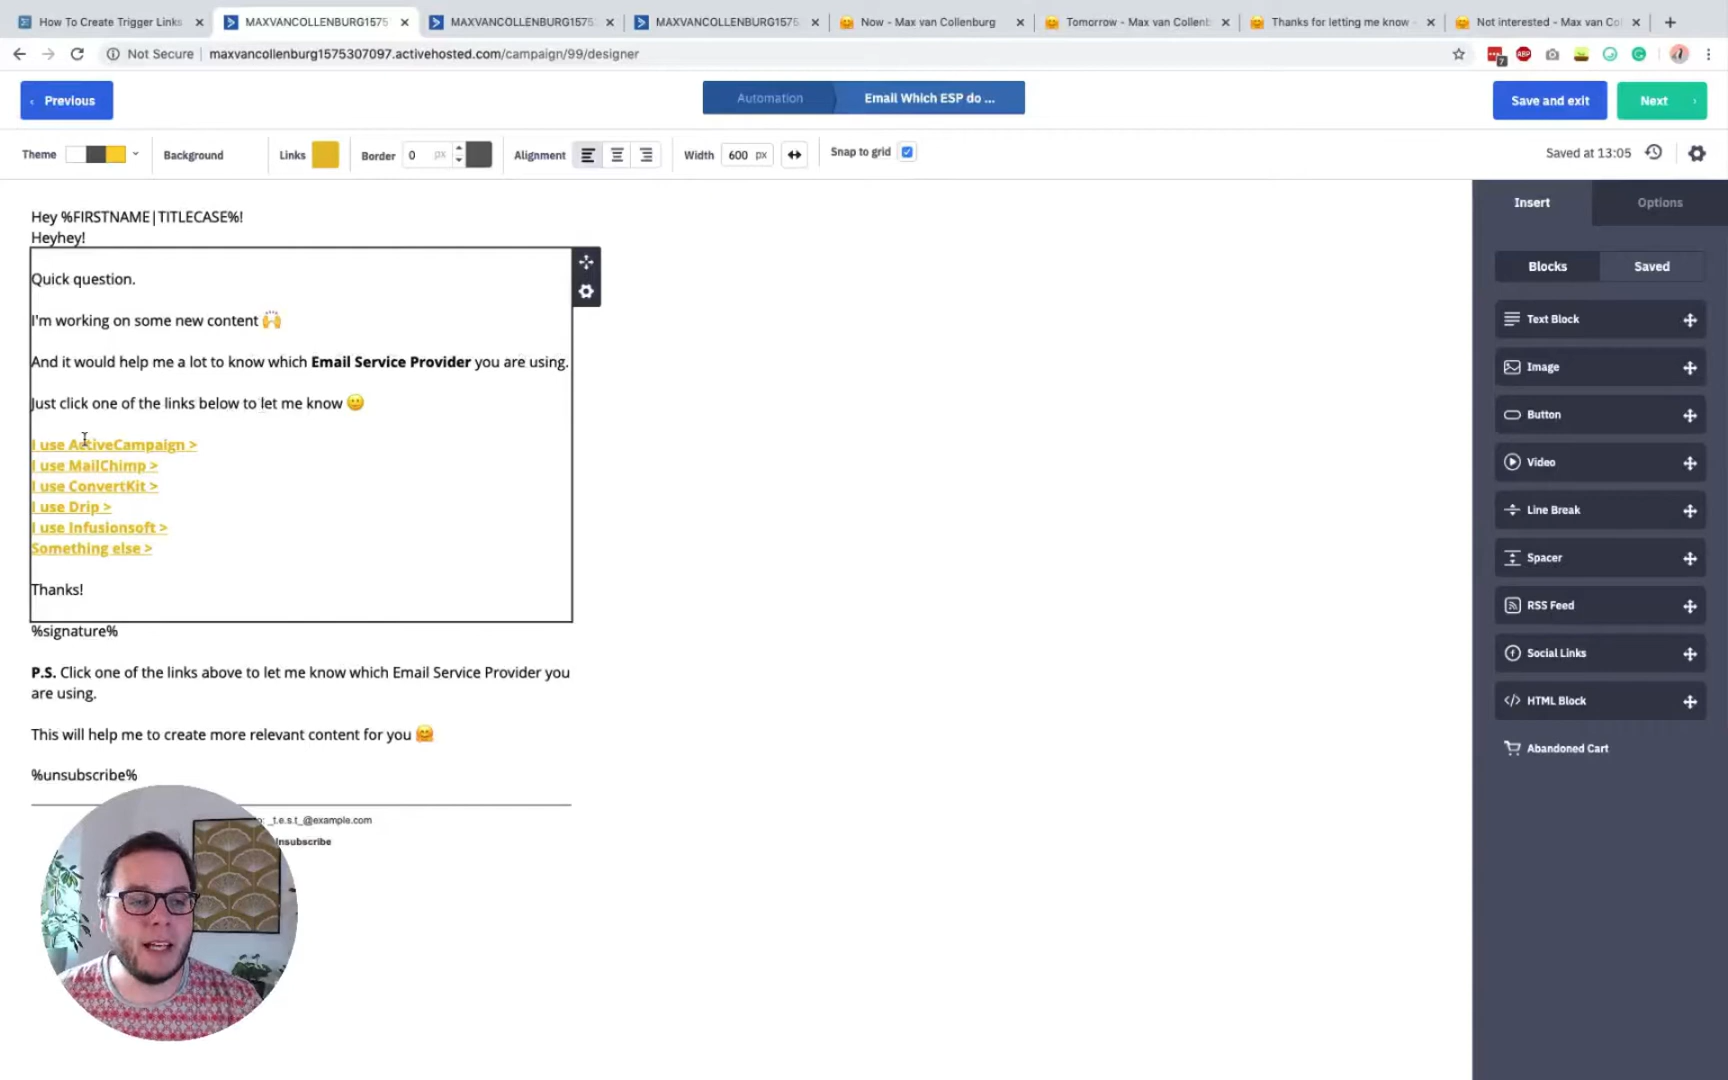 How To Create Trigger Links
MAXVANCOLLENBURG1575
MAXVANCOLLENBURG1575
MAXVANCOLLENBURG1575
Now - Max van Collenburg
Tomorrow - Max van Collenb
Thanks for letting me know -
Not interested - Max van Co
Not Secure
maxvancollenburg1575307097.activehosted.com/campaign/99/designer
7
ABP
‹ Previous
Automation
Email Which ESP do ...
Save and exit
Next ›
Theme
Background
Links
Border 0 px
Alignment
Width 600 px
Snap to grid
Saved at 13:05
Hey %FIRSTNAME|TITLECASE%!
Heyhey!
Quick question.
I'm working on some new content 🙌
And it would help me a lot to know which Email Service Provider you are using.
Just click one of the links below to let me know 🙂
I use ActiveCampaign >
I use MailChimp >
I use ConvertKit >
I use Drip >
I use Infusionsoft >
Something else >
Thanks!
%signature%
P.S. Click one of the links above to let me know which Email Service Provider you
are using.
This will help me to create more relevant content for you 🤗
%unsubscribe%
_t.e.s.t_@example.com
Unsubscribe
Insert
Options
Blocks
Saved
Text Block
Image
Button
Video
Line Break
Spacer
RSS Feed
Social Links
HTML Block
Abandoned Cart